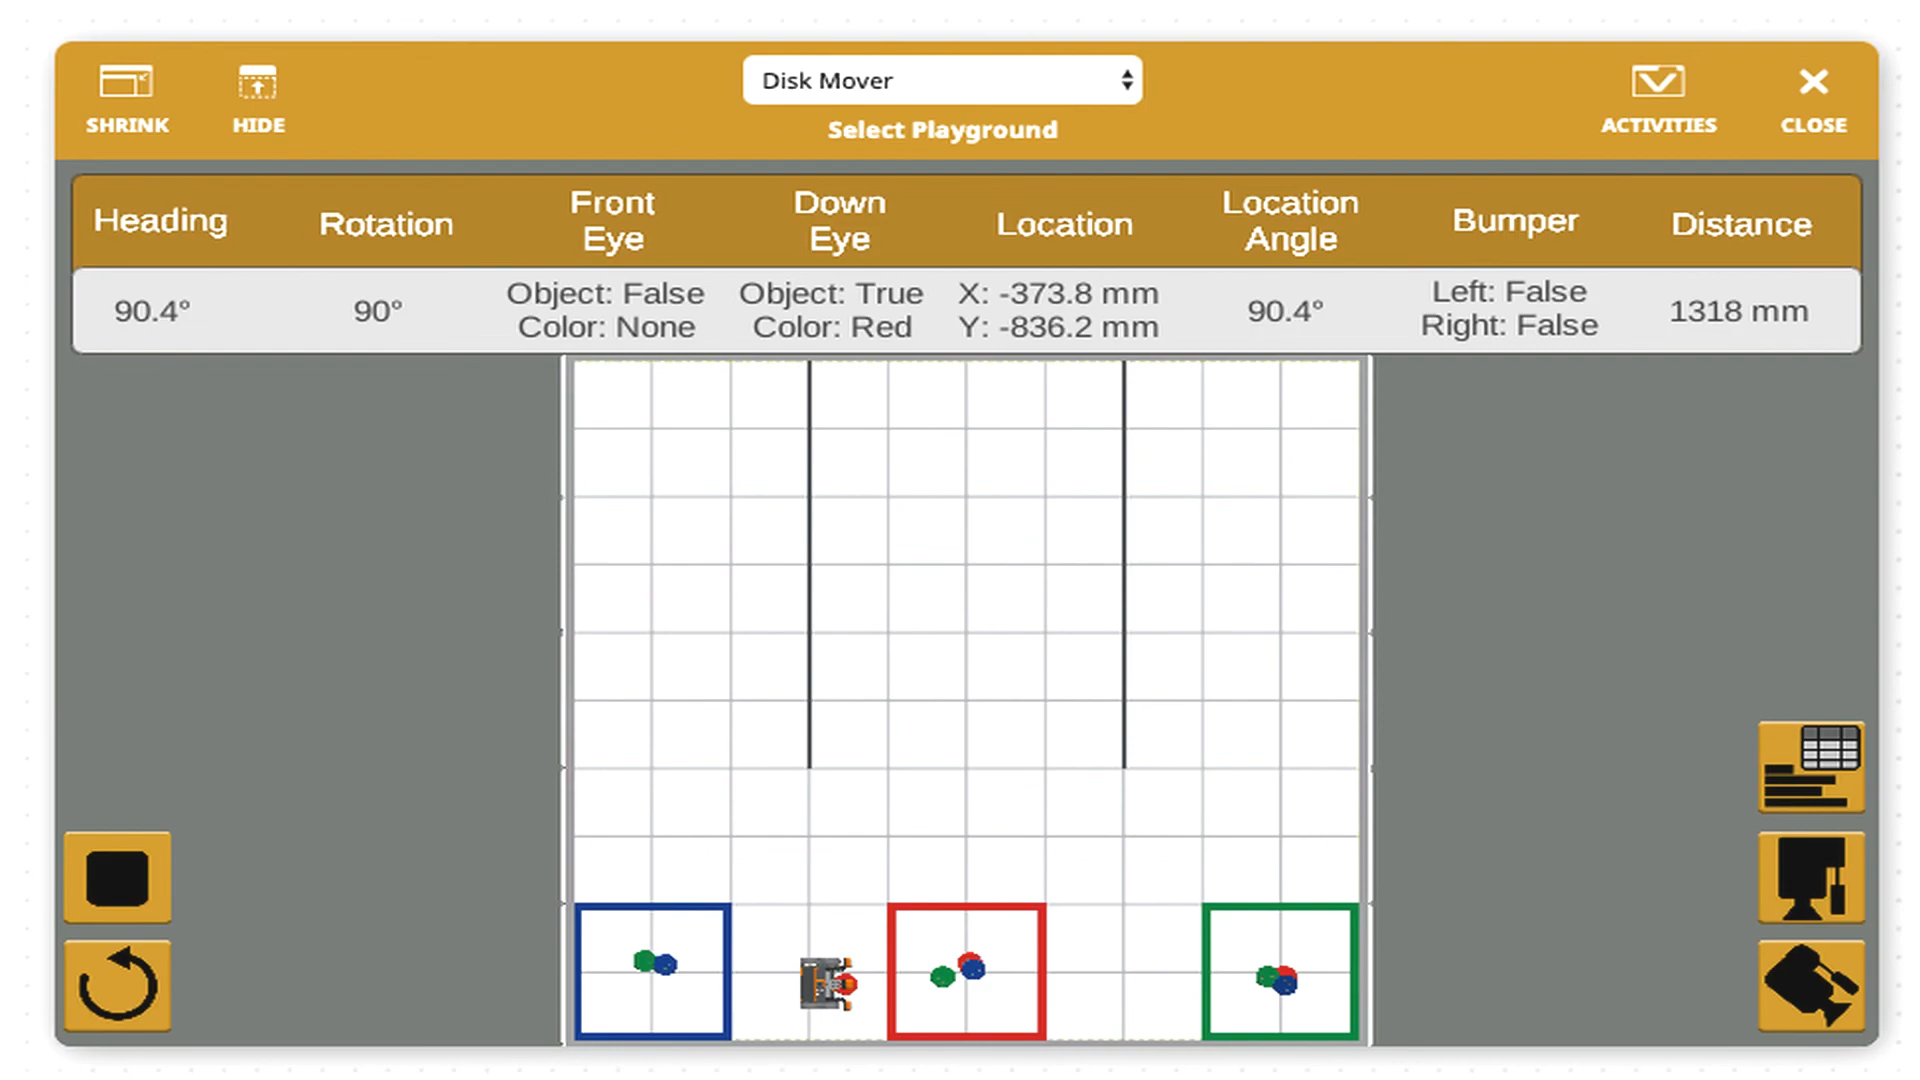 Disk Mover
SHRINK
HIDE
Select Playground
ACTIVITIES
CLOSE
Heading
Rotation
Front
Eye
Down
Eye
Location
Location
Angle
Bumper
Distance
90.4°
90°
Object: False
Color: None
Object: True
Color: Red
X: -373.8 mm
Y: -836.2 mm
90.4°
Left: False
Right: False
1318 mm